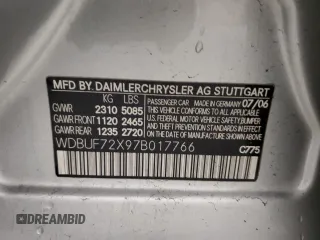 MFD. BY. DAIMLERCHRYSLER AG STUTTGART
KG LBS MADE IN GERMANY 07/06
GVWR 2310 5085 THIS VEHICLE CONFORMS TO ALL APPLICABLE
GAWR FRONT 1120 2465 U.S. FEDERAL MOTOR VEHICLE SAFETY, BUMPER,
GAWR REAR 1235 2720 AND THEFT PREVENTION STANDARDS IN EFFECT
ON THE DATE OF MANUFACTURE SHOWN ABOVE
WDBUF72X97B017766 C775
DREAMBID